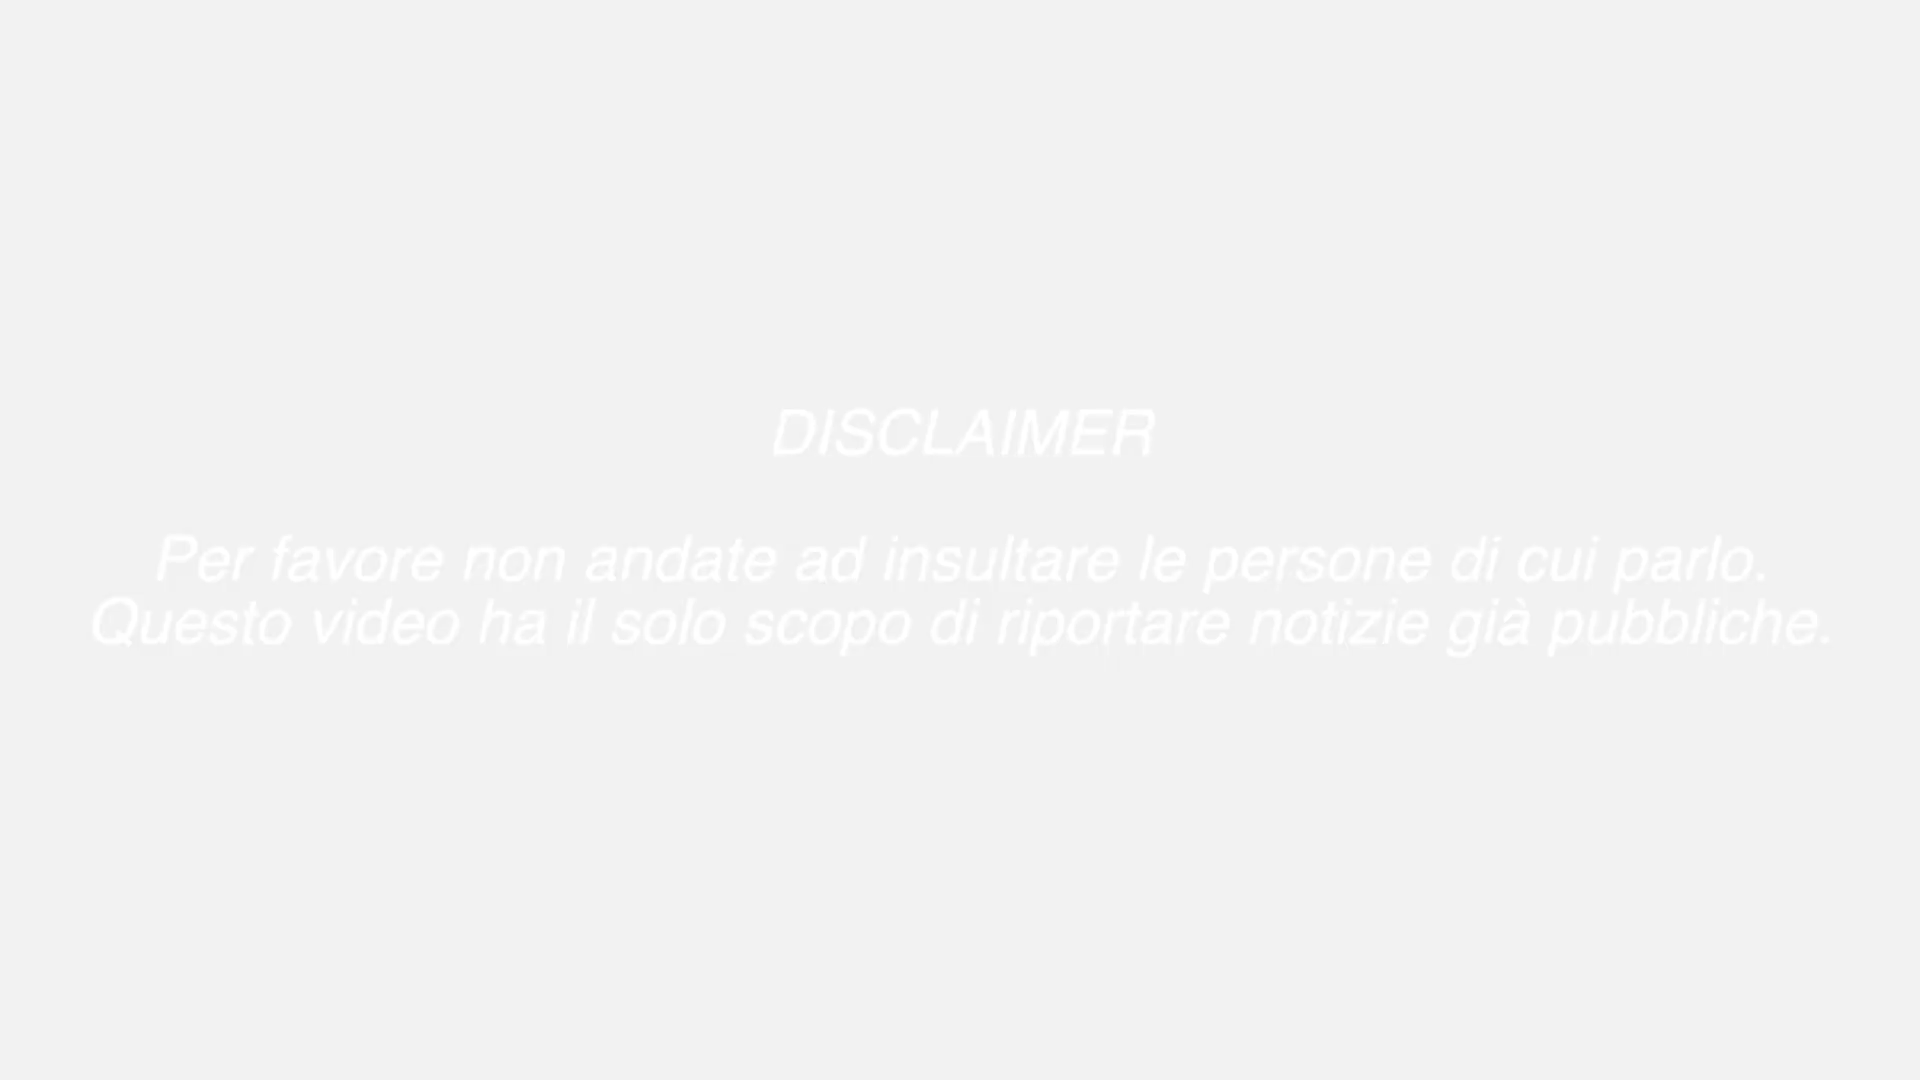 DISCLAIMER
Per favore non andate ad insultare le persone di cui parlo.
Questo video ha il solo scopo di riportare notizie già pubbliche.